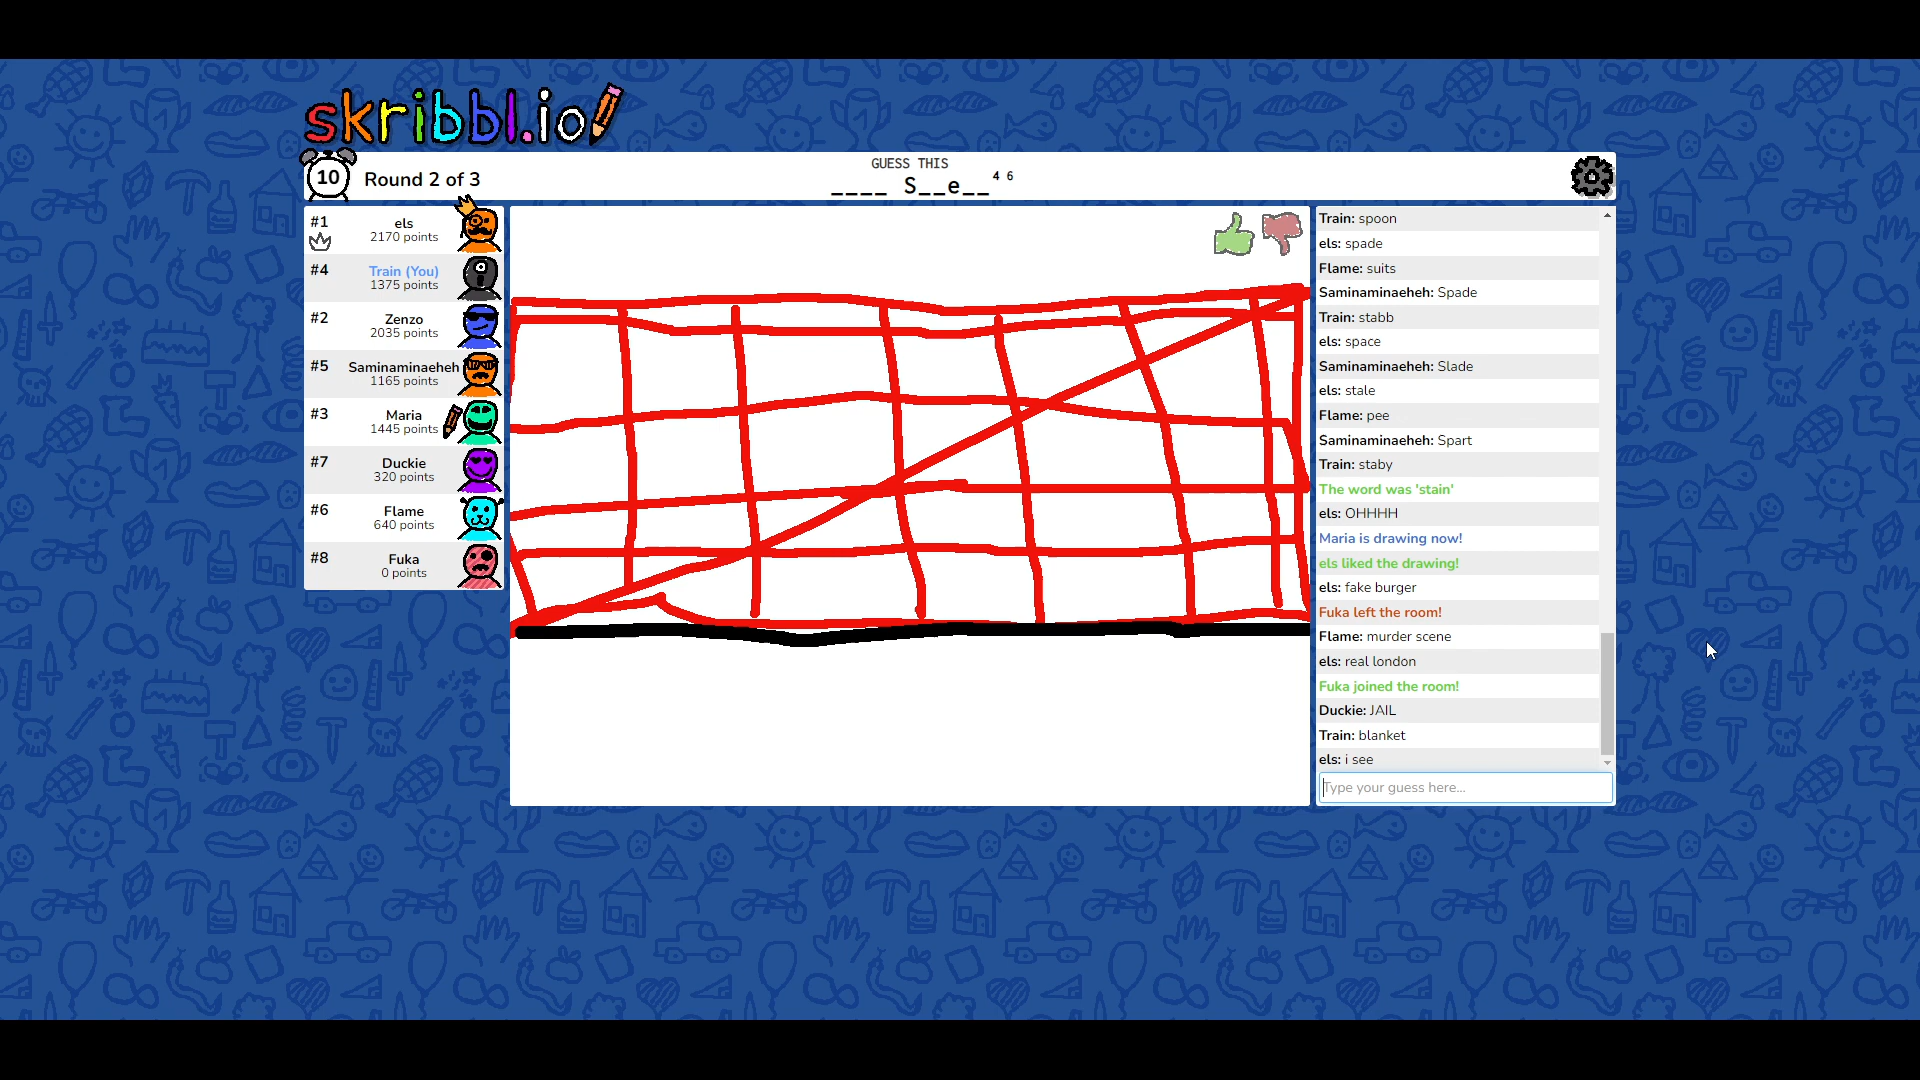 skribbl.io
10
Round 2 of 3
GUESS THIS
____ S__e__ 4 6
#1
els
2170 points
#4
Train (You)
1375 points
#2
Zenzo
2035 points
#5
Saminaminaeheh
1165 points
#3
Maria
1445 points
#7
Duckie
320 points
#6
Flame
640 points
#8
Fuka
0 points
Train: spoon
els: spade
Flame: suits
Saminaminaeheh: Spade
Train: stabb
els: space
Saminaminaeheh: Slade
els: stale
Flame: pee
Saminaminaeheh: Spart
Train: staby
The word was 'stain'
els: OHHHH
Maria is drawing now!
els liked the drawing!
els: fake burger
Fuka left the room!
Flame: murder scene
els: real london
Fuka joined the room!
Duckie: JAIL
Train: blanket
els: i see
Type your guess here...